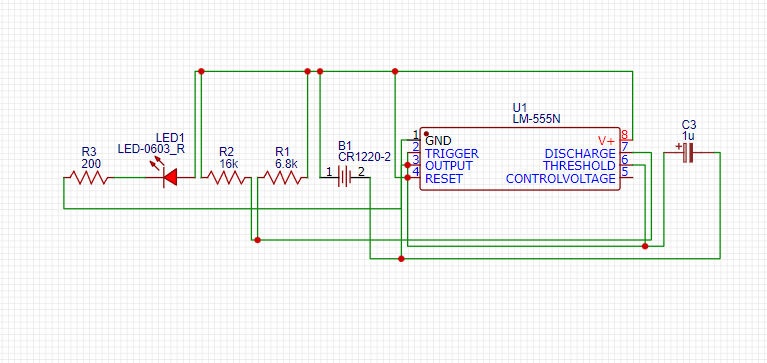 U1
LM-555N
C3
1u
LED1
LED-0603_R
R3
200
R2
16k
R1
6.8k
B1
CR1220-2
1
2
1
GND
2
TRIGGER
3
OUTPUT
4
RESET
V+
8
DISCHARGE
7
THRESHOLD
6
CONTROLVOLTAGE
5
+